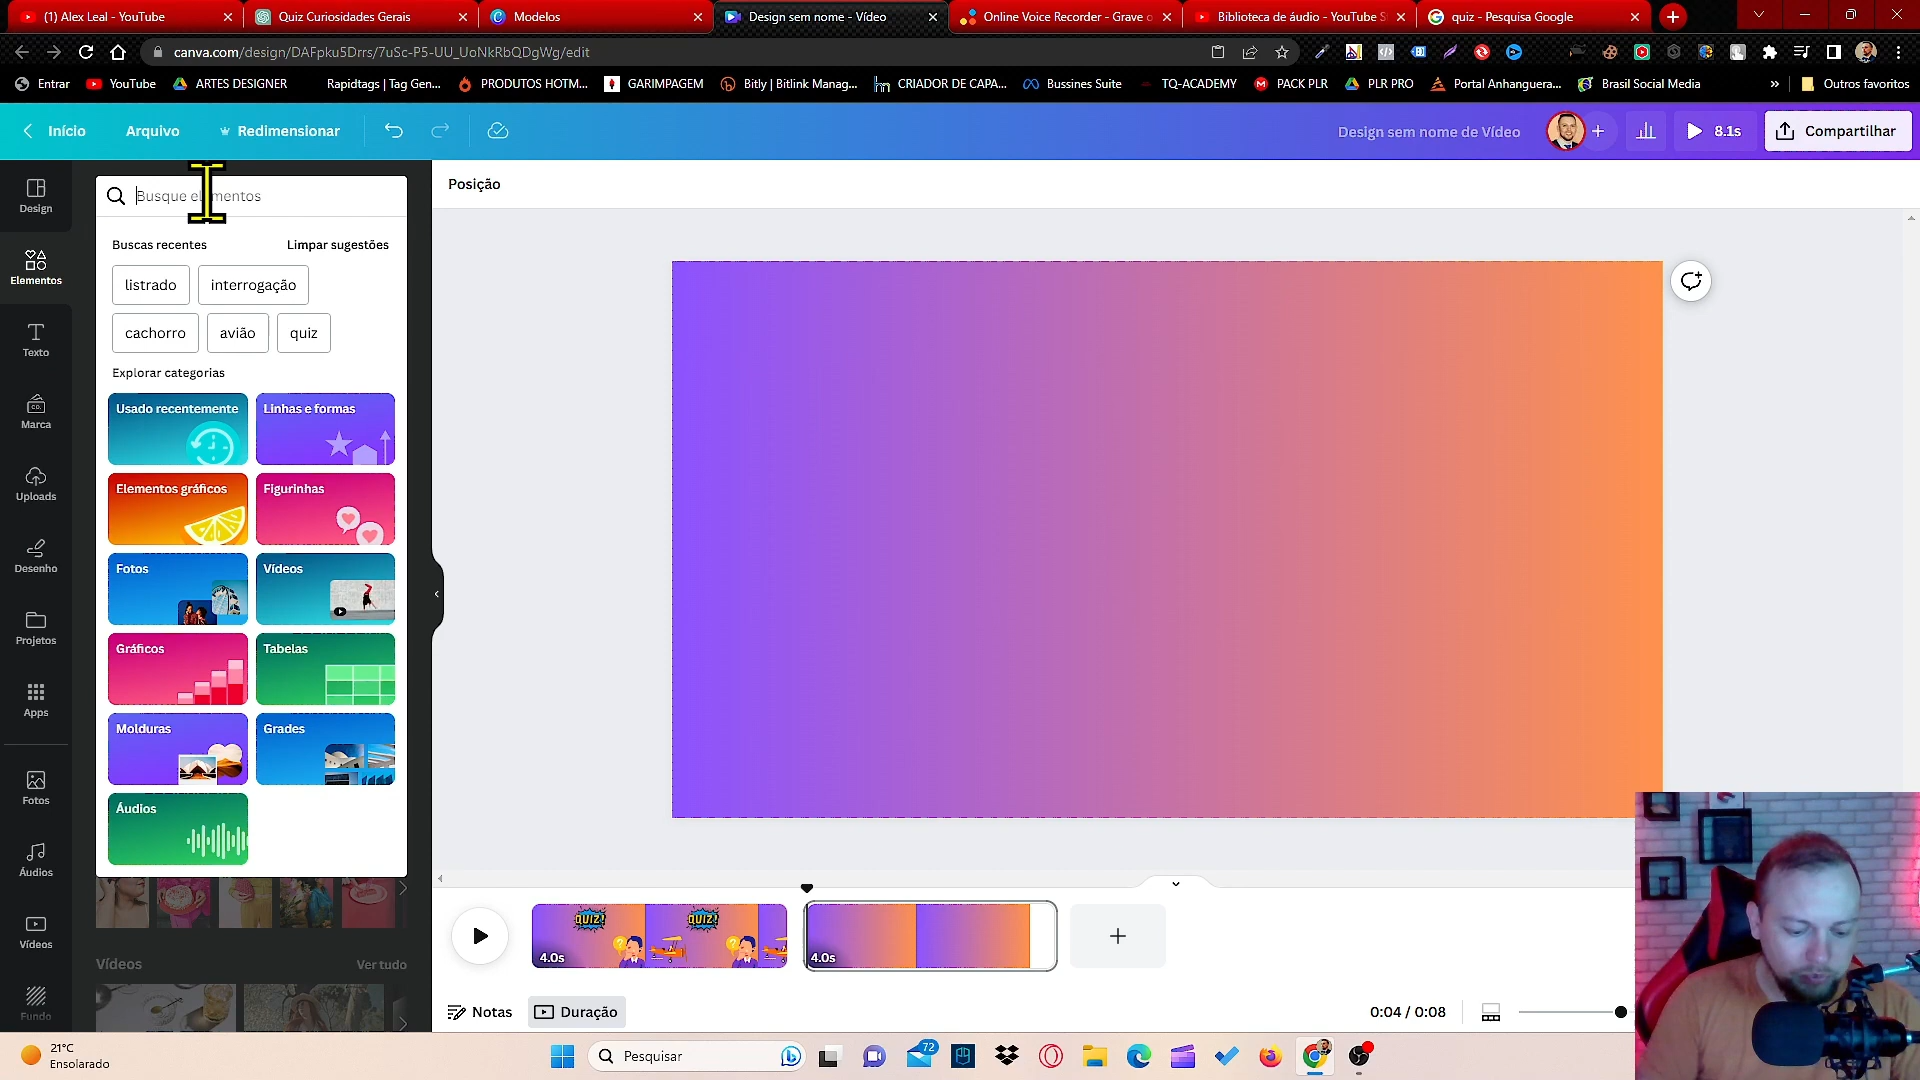 (1) Alex Leal - YouTube
Quiz Curiosidades Gerais
Modelos
Design sem nome - Vídeo
Online Voice Recorder - Grave o
Biblioteca de áudio - YouTube S
quiz - Pesquisa Google
canva.com/design/DAFpku5Drrs/7uSc-P5-UU_UoNkRbQDgWg/edit
Entrar
YouTube
ARTES DESIGNER
Rapidtags | Tag Gen...
PRODUTOS HOTM...
GARIMPAGEM
Bitly | Bitlink Manag...
CRIADOR DE CAPA...
Bussines Suite
TQ-ACADEMY
PACK PLR
PLR PRO
Portal Anhanguera...
Brasil Social Media
»
Outros favoritos
Início
Arquivo
Redimensionar
Design sem nome de Vídeo
8.1s
Compartilhar
Design
Elementos
Texto
Marca
Uploads
Desenho
Projetos
Apps
Fotos
Áudios
Vídeos
Fundo
Busque elementos
Buscas recentes
Limpar sugestões
listrado
interrogação
cachorro
avião
quiz
Explorar categorias
Usado recentemente
Linhas e formas
Elementos gráficos
Figurinhas
Fotos
Vídeos
Gráficos
Tabelas
Molduras
Grades
Áudios
Vídeos
Ver tudo
Posição
QUIZ!
QUIZ!
4.0s
4.0s
Notas
Duração
0:04 / 0:08
21°C
Ensolarado
Pesquisar
72